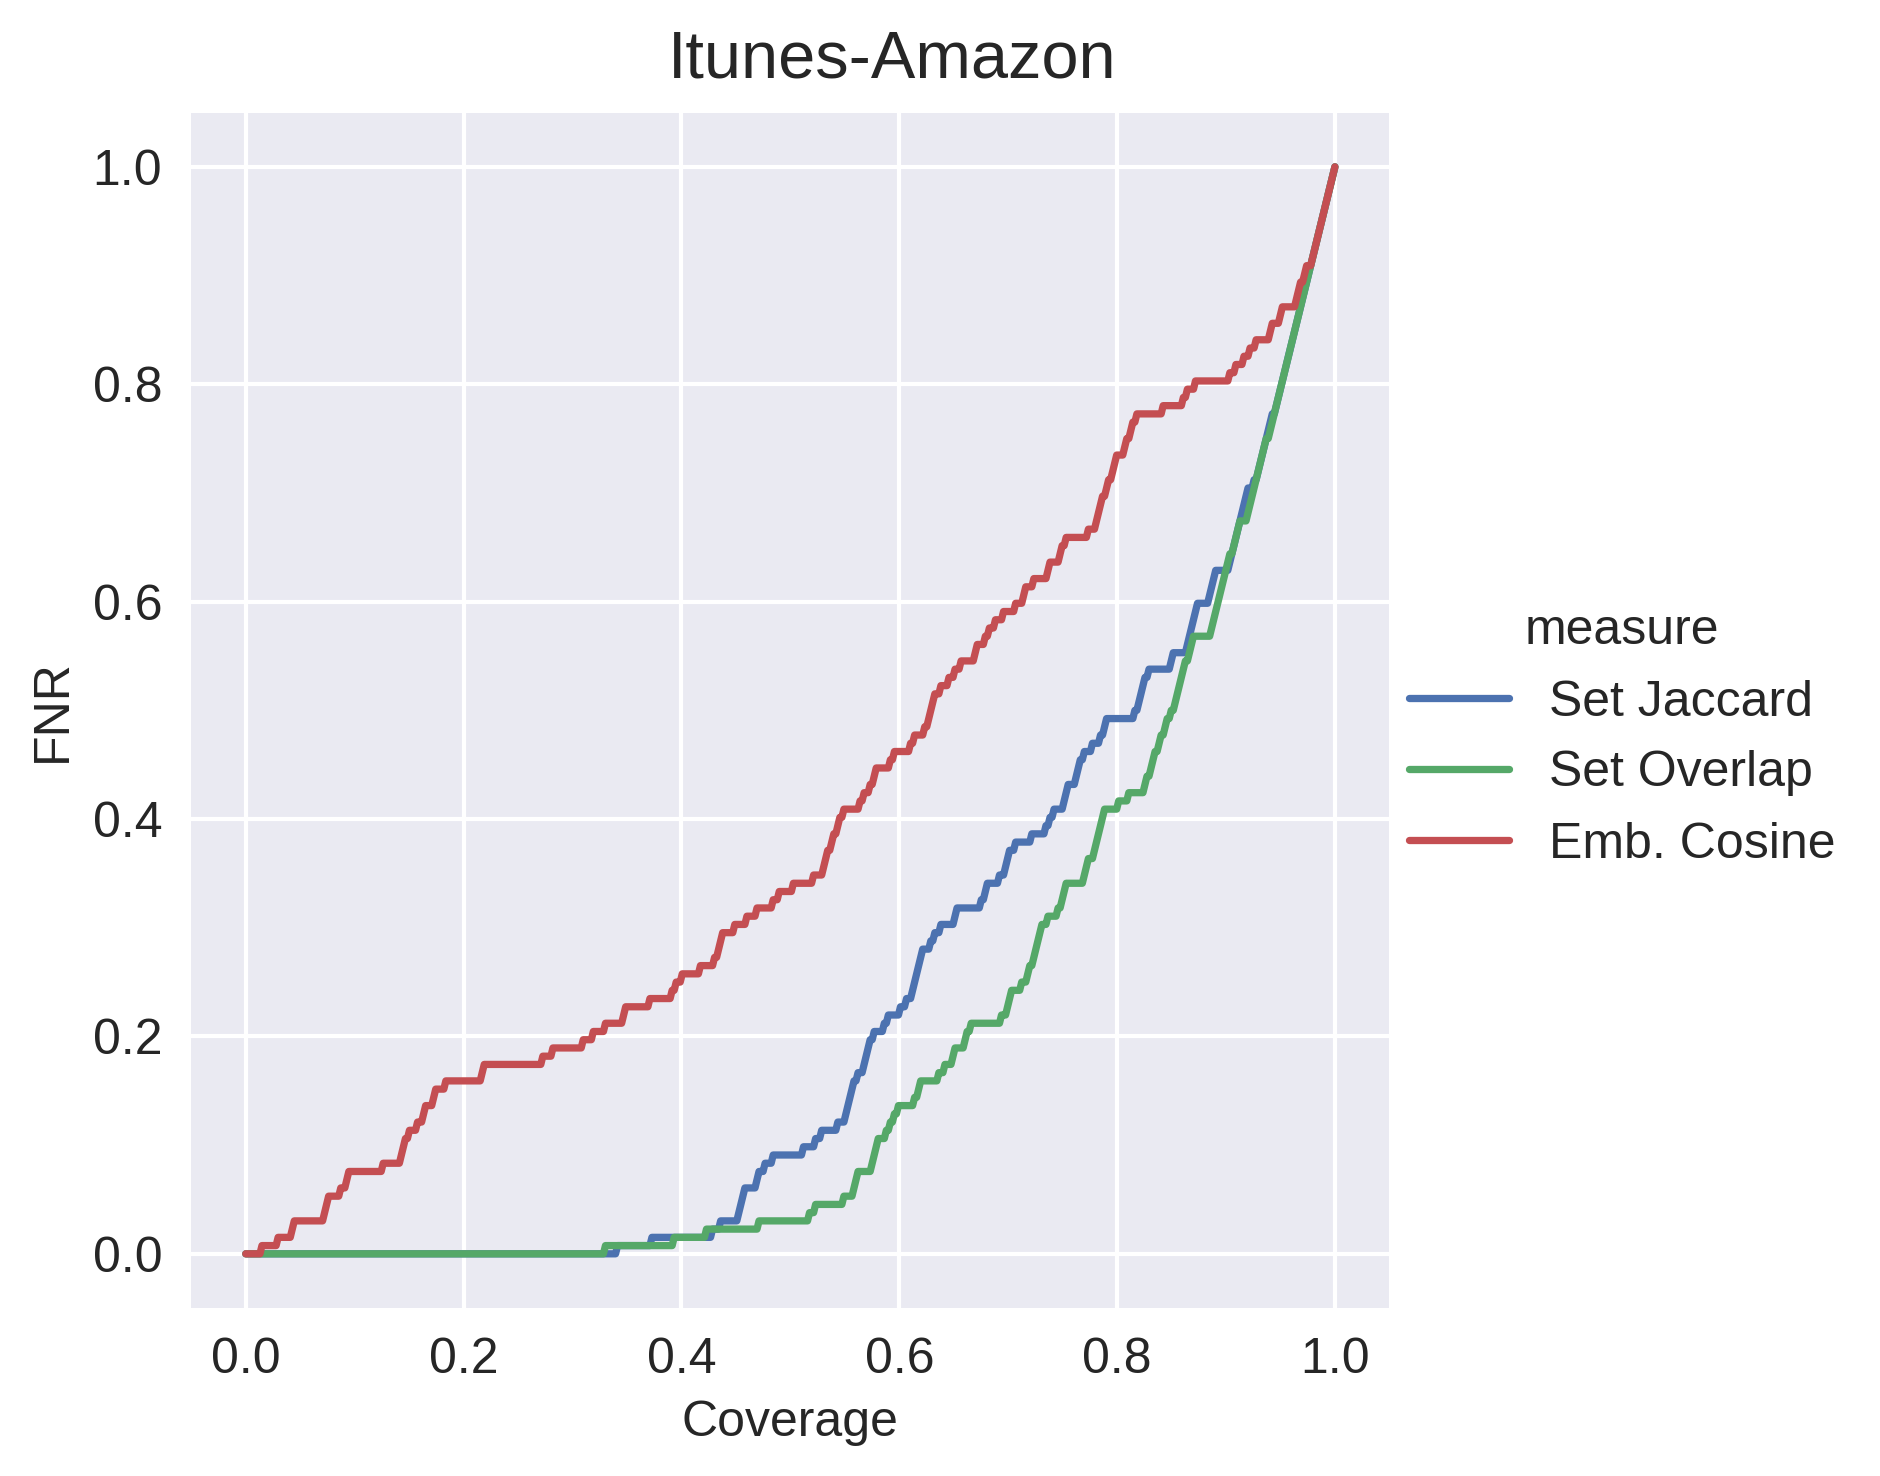 Itunes-Amazon
1.0
0.8
0.6
0.4
0.2
0.0
FNR
0.0 0.2 0.4 0.6 0.8 1.0
Coverage
measure
Set Jaccard
Set Overlap
Emb. Cosine